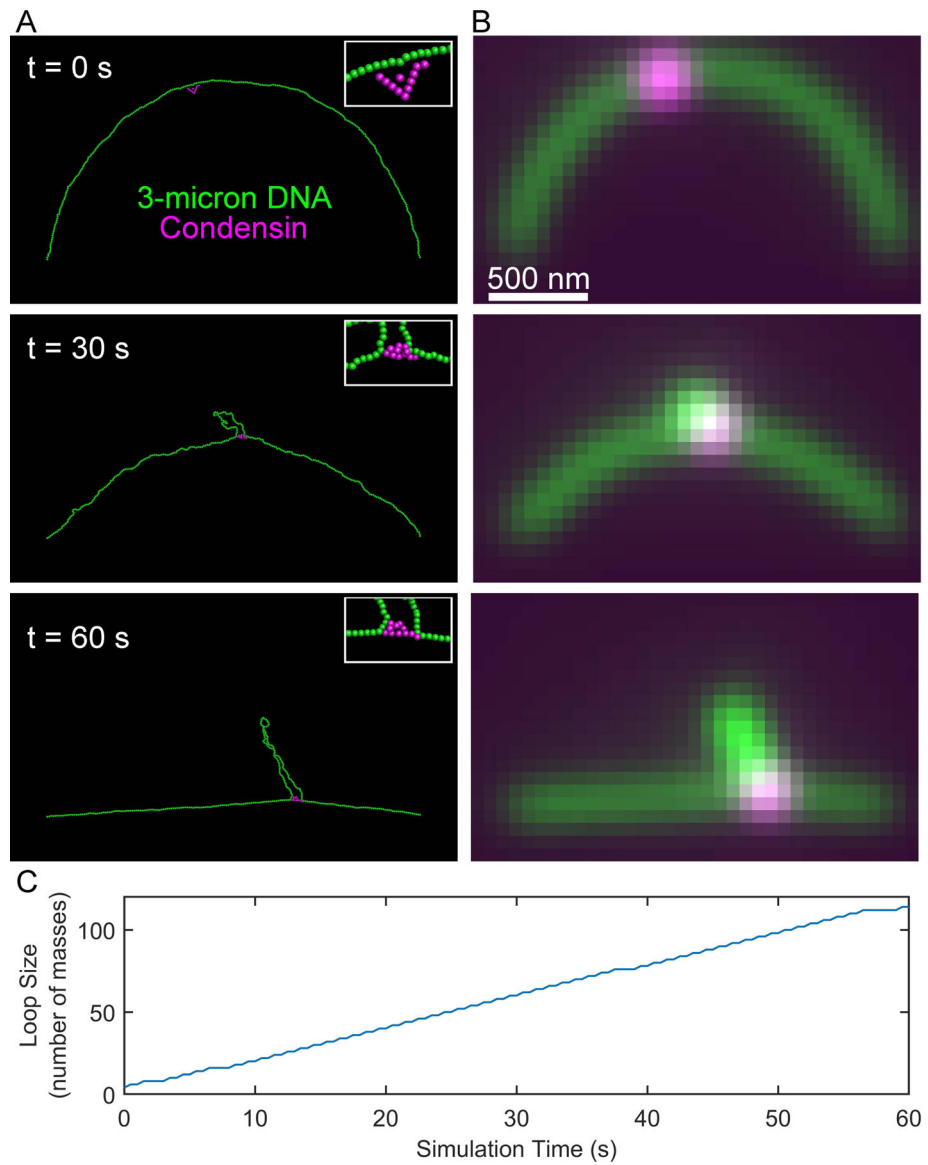 A
B
t = 0 s
3-micron DNA
Condensin
500 nm
t = 30 s
t = 60 s
C
Loop Size
(number of masses)
100
50
0
0 10 20 30 40 50 60
Simulation Time (s)